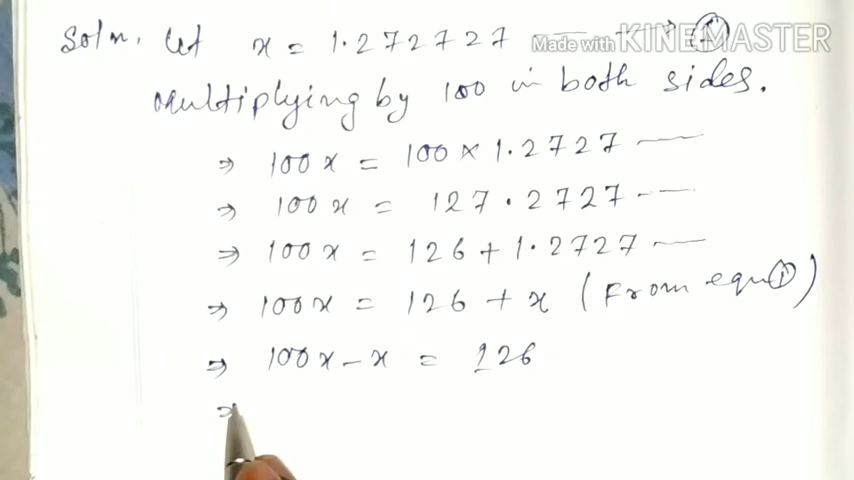 Soln. Let x = 1.272727 ---- → ①
Made with KINEMASTER
Multiplying by 100 in both sides.
⇒ 100x = 100 × 1.2727 ——
⇒ 100x = 127.2727 -——
⇒ 100x = 126 + 1.2727 ——
⇒ 100x = 126 + x (From equn ①)
⇒ 100x - x = 126
⇒